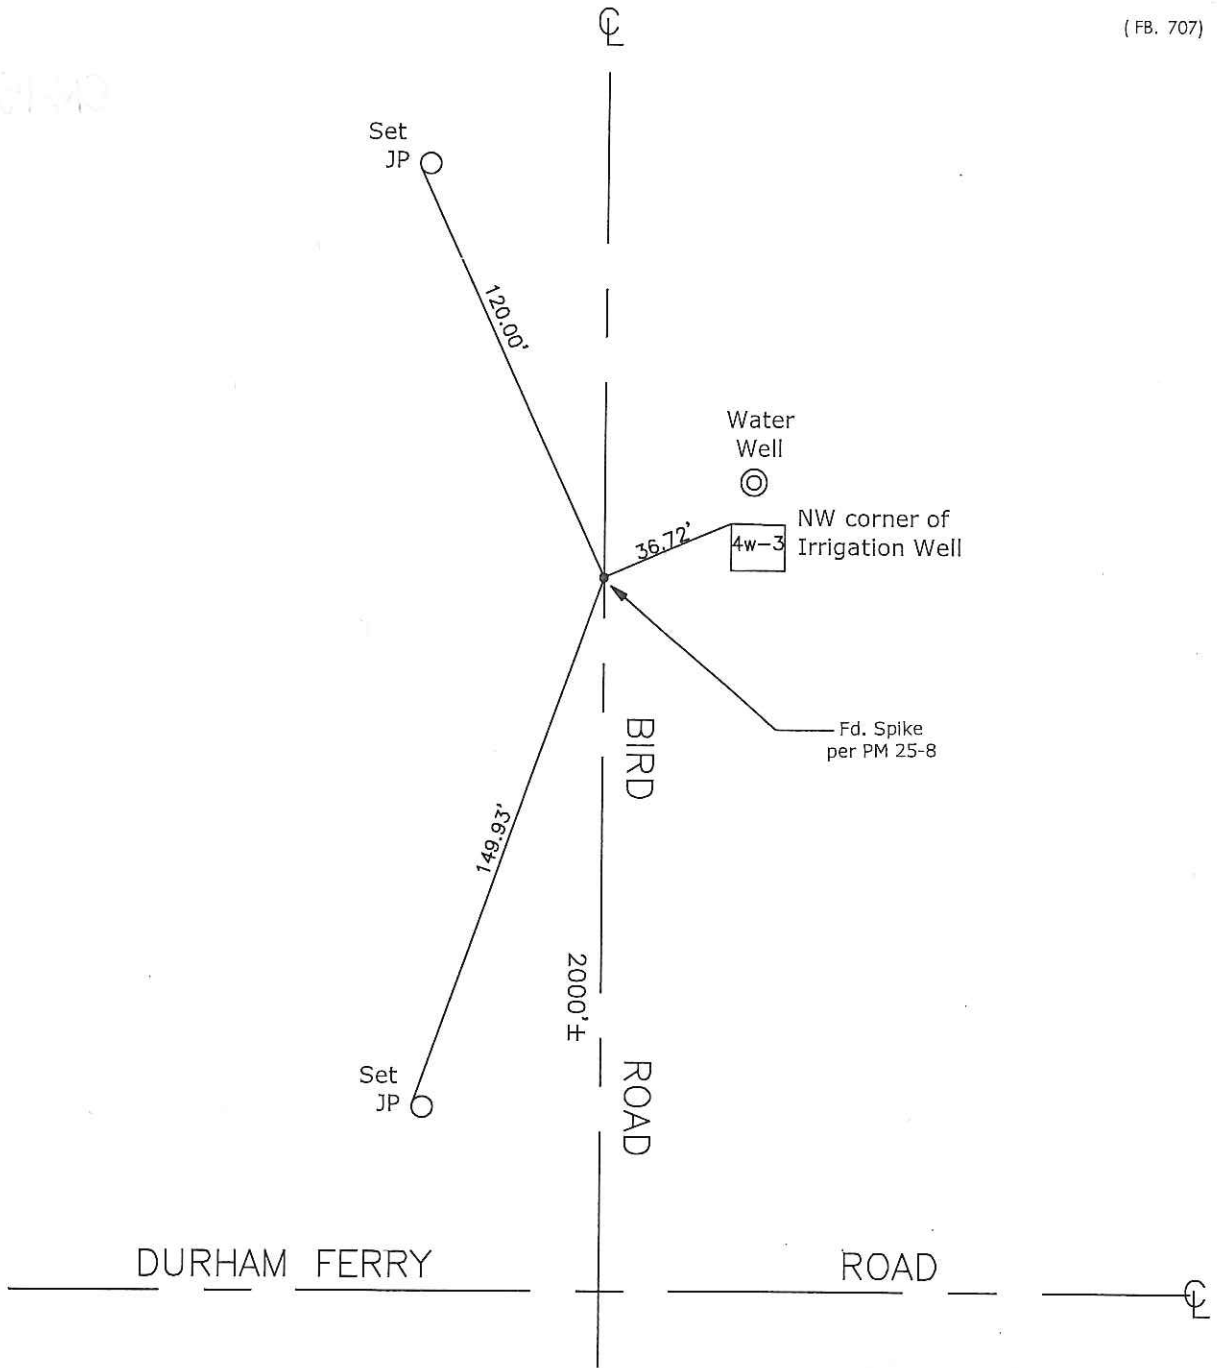 ℄
( FB. 707)
Set
JP
120.00'
Water
Well
36.72'
4w-3
NW corner of
Irrigation Well
Fd. Spike
per PM 25-8
BIRD
149.93'
2000'±
ROAD
Set
JP
DURHAM FERRY
ROAD
℄